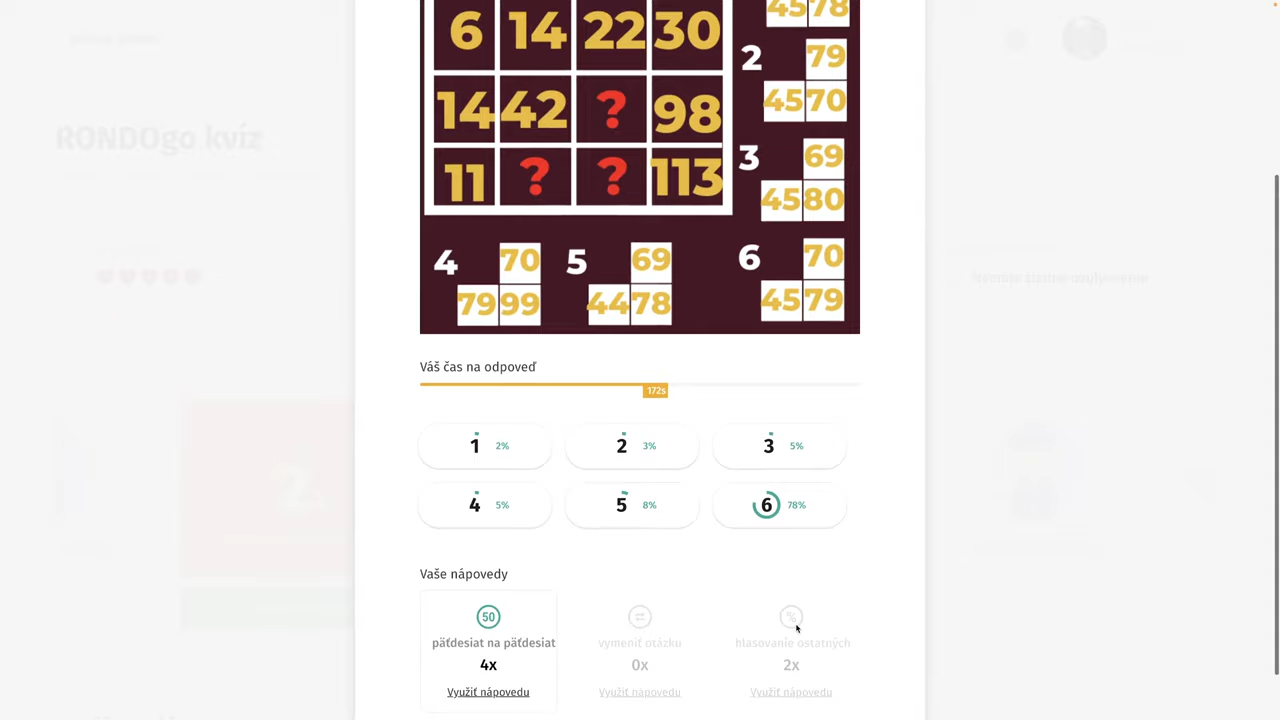 45 78
6 14 22 30
2 79
45 70
14 42 ? 98
3 69
11 ? ? 113
45 80
4 70 5 69 6 70
79 99 44 78 45 79
RONDOgo kvíz
Váš čas na odpoveď
172s
1 2% 2 3% 3 5%
4 5% 5 8% 6 78%
Vaše nápovedy
50 %
päťdesiat na päťdesiat vymeniť otázku hlasovanie ostatných
4x 0x 2x
Využiť nápovedu Využiť nápovedu Využiť nápovedu